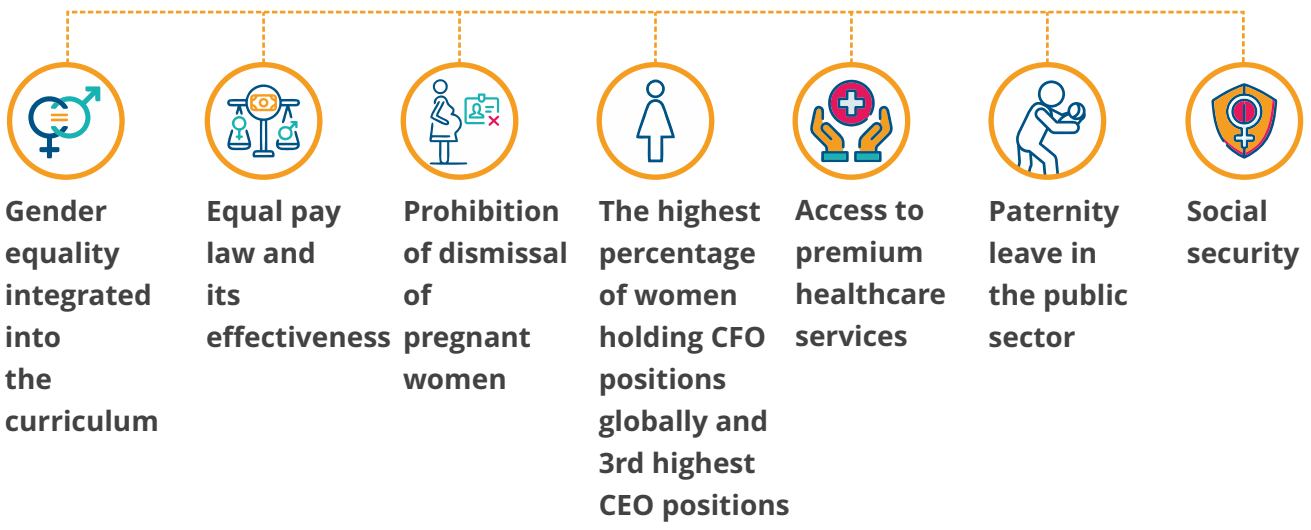 Gender
equality
integrated
into
the
curriculum
Equal pay
law and
its
effectiveness
Prohibition
of dismissal
of
pregnant
women
The highest
percentage
of women
holding CFO
positions
globally and
3rd highest
CEO positions
Access to
premium
healthcare
services
Paternity
leave in
the public
sector
Social
security